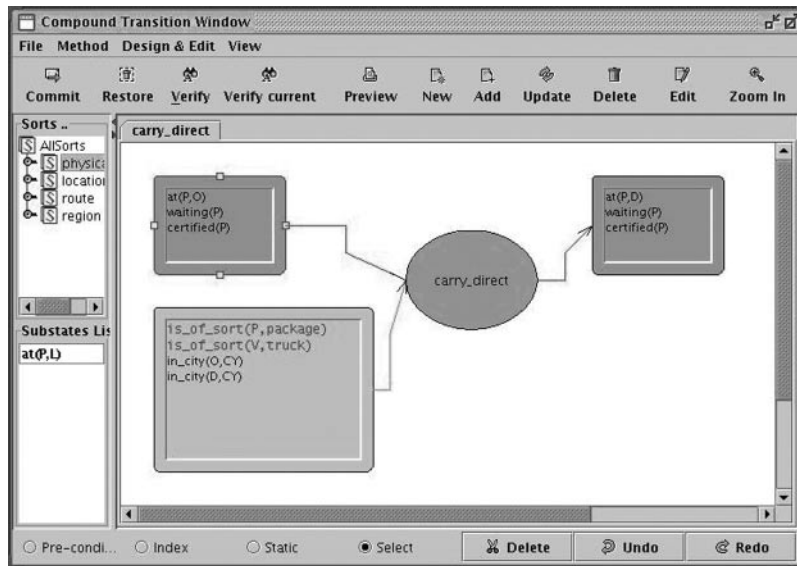 Compound Transition Window
File Method Design & Edit View
Commit Restore Verify Verify current Preview New Add Update Delete Edit Zoom In
Sorts ..
AllSorts
physica
location
route
region
Substates Lis
at(P,L)
carry_direct
at(P,O)
waiting(P)
certified(P)
is_of_sort(P,package)
is_of_sort(V,truck)
in_city(O,CY)
in_city(D,CY)
carry_direct
at(P,D)
waiting(P)
certified(P)
Pre-condi... Index Static Select Delete Undo Redo